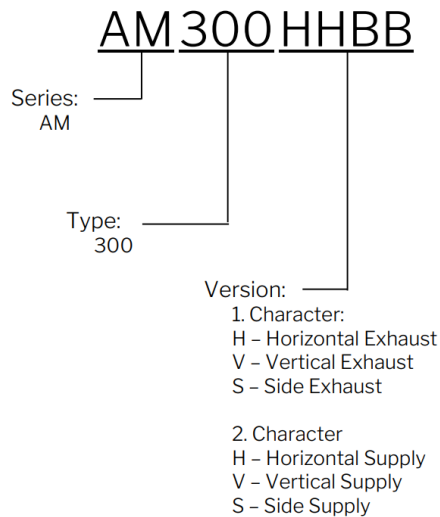 AM300HHBB
Series:
AM
Type:
300
Version:
1. Character:
H – Horizontal Exhaust
V – Vertical Exhaust
S – Side Exhaust
2. Character
H – Horizontal Supply
V – Vertical Supply
S – Side Supply